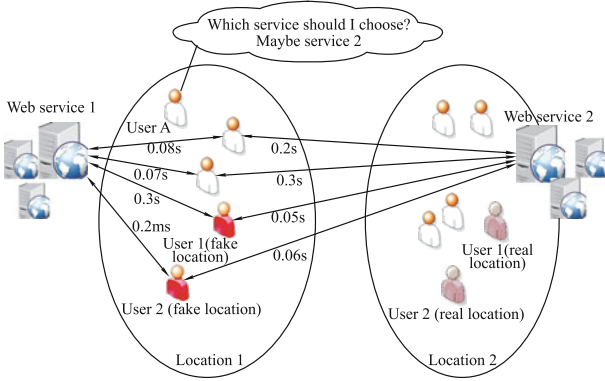 Which service should I choose?
Maybe service 2
Web service 1
User A
Web service 2
0.08s
0.2s
0.07s
0.3s
0.3s
0.05s
0.2ms
User 1(fake
location)
0.06s
User 1(real
location)
User 2 (fake location)
User 2 (real location)
Location 1
Location 2